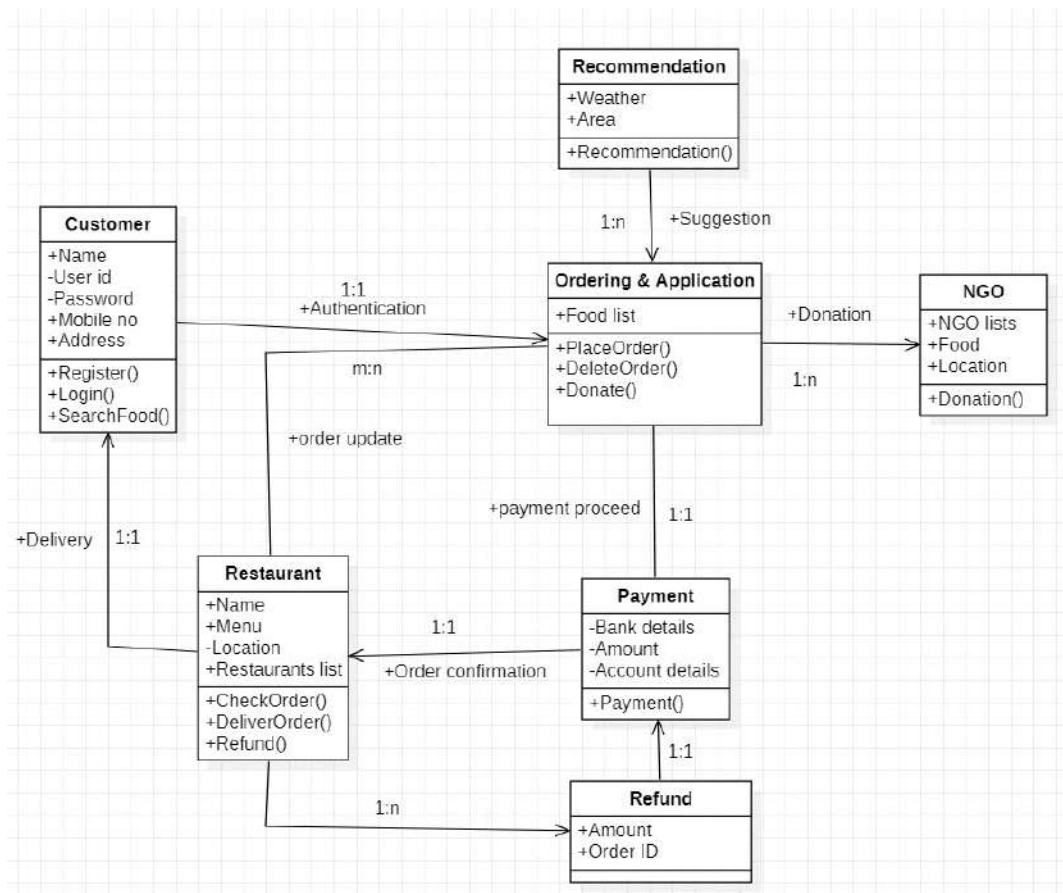 Recommendation
+Weather
+Area
+Recommendation()
1:n
+Suggestion
Customer
+Name
-User id
-Password
+Mobile no
+Address
+Register()
+Login()
+SearchFood()
1:1
+Authentication
Ordering & Application
+Food list
+PlaceOrder()
+DeleteOrder()
+Donate()
+Donation
1:n
NGO
+NGO lists
+Food
+Location
+Donation()
m:n
+order update
+payment proceed
1:1
+Delivery
1:1
Restaurant
+Name
+Menu
-Location
+Restaurants list
+CheckOrder()
+DeliverOrder()
+Refund()
1:1
+Order confirmation
Payment
-Bank details
-Amount
-Account details
+Payment()
1:1
1:n
Refund
+Amount
+Order ID